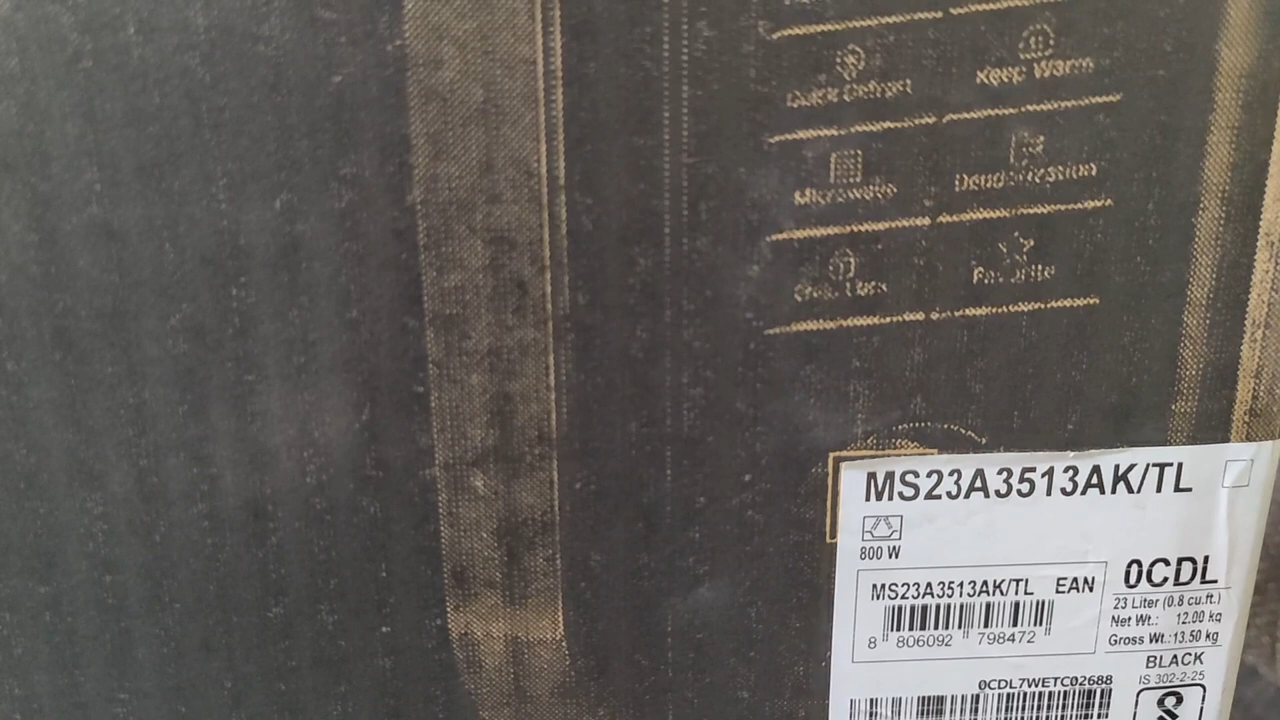 Quick Defrost
Keep Warm
Microwave
Deodorization
Child Lock
Favorite
MS23A3513AK/TL
800 W
MS23A3513AK/TL EAN
8 806092 798472
0CDL
23 Liter (0.8 cu.ft.)
Net Wt.: 12.00 kg
Gross Wt.:13.50 kg
BLACK
IS 302-2-25
0CDL7WETC02688